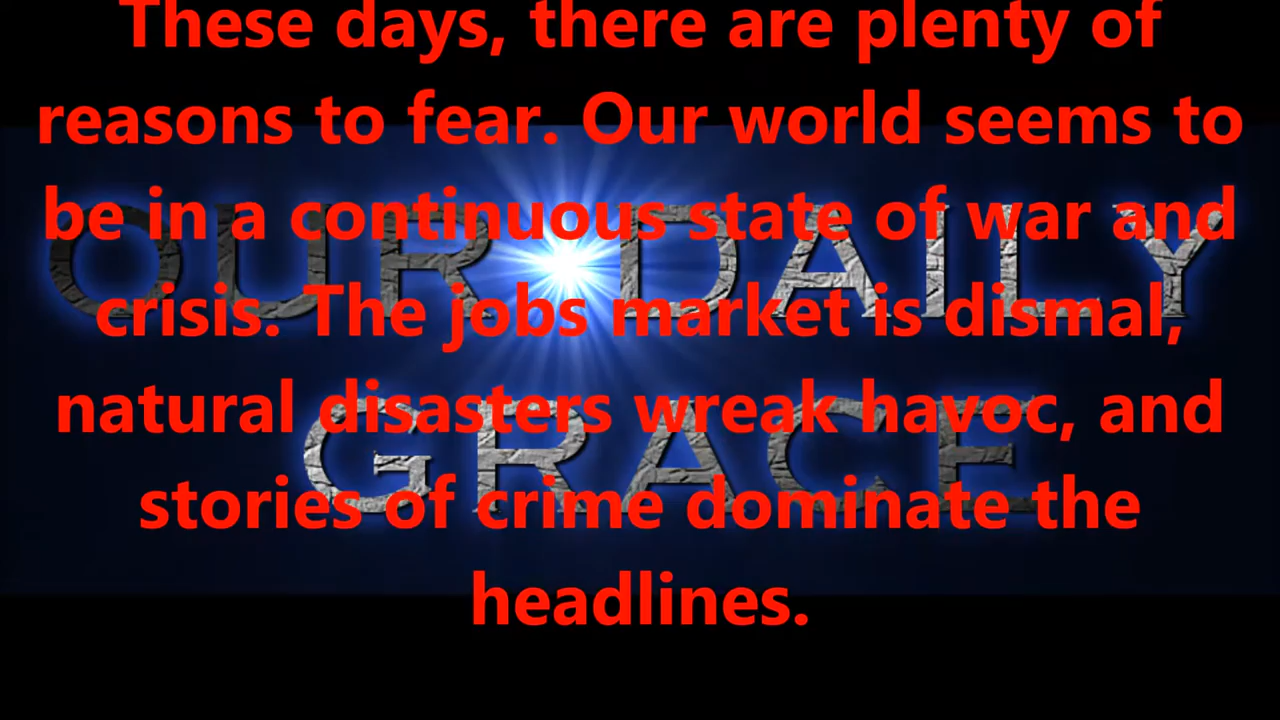 These days, there are plenty of
reasons to fear. Our world seems to
be in a continuous state of war and
OUR DAILY
crisis. The jobs market is dismal,
natural disasters wreak havoc, and
GRACE
stories of crime dominate the
headlines.